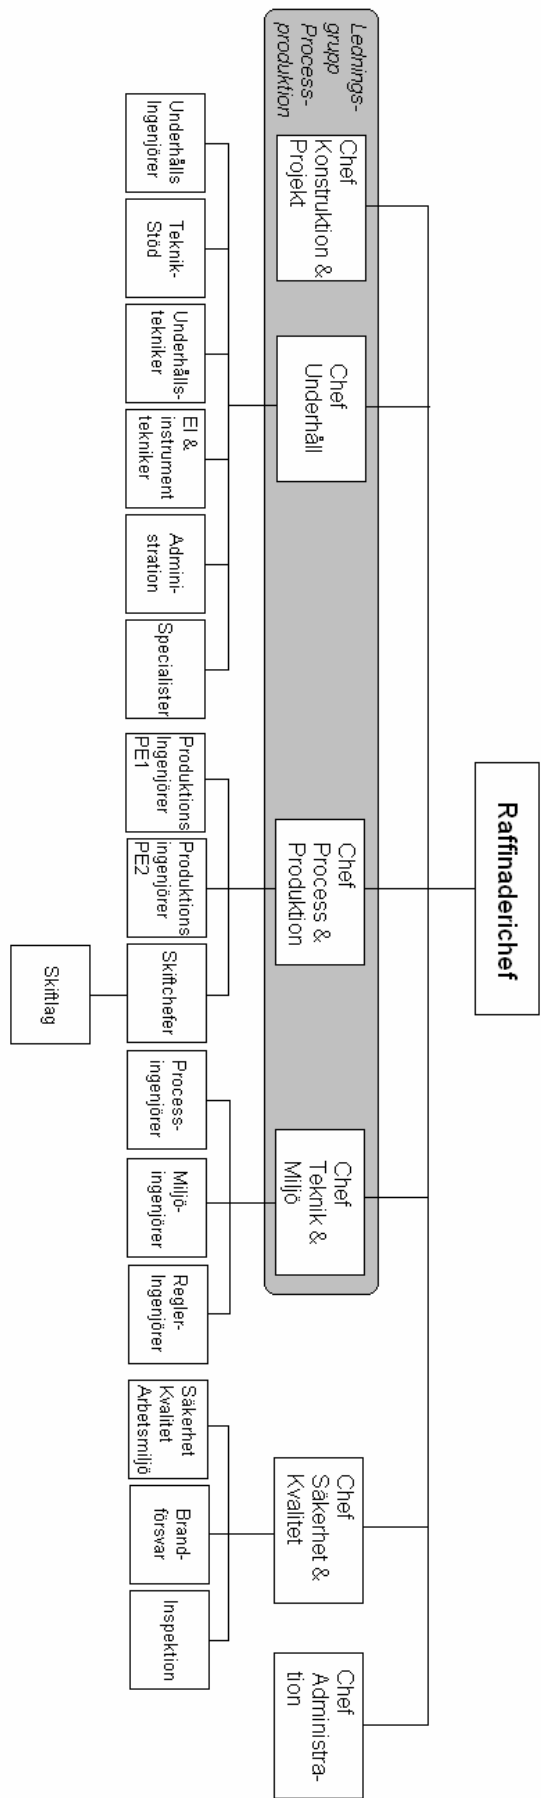 Raffinaderichef
Lednings-
grupp
Process-
produktion
Chef
Konstruktion &
Projekt
Chef
Underhåll
Chef
Process &
Produktion
Chef
Teknik &
Miljö
Chef
Säkerhet &
Kvalitet
Chef
Administra-
tion
Underhålls
Ingenjörer
Teknik-
Stöd
Underhålls-
tekniker
El &
instrument
tekniker
Admini-
stration
Specialister
Produktions
Ingenjörer
PE1
Produktions
ingenjörer
PE2
Skiftchefer
Process-
ingenjörer
Miljö-
ingenjörer
Regler-
Ingenjörer
Säkerhet
Kvalitet
Arbetsmiljö
Brand-
försvar
Inspektion
Skiftlag